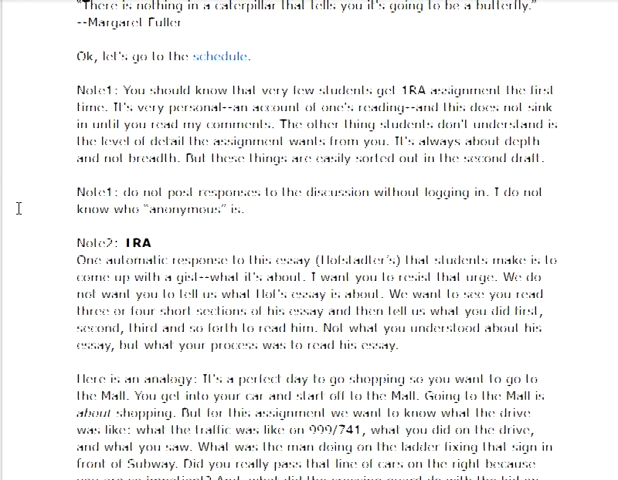 "There is nothing in a caterpillar that tells you it's going to be a butterfly."
--Margaret Fuller
Ok, let's go to the schedule.
Note1: You should know that very few students get 1RA assignment the first
time. It's very personal--an account of one's reading--and this does not sink
in until you read my comments. The other thing students don't understand is
the level of detail the assignment wants from you. It's always about depth
and not breadth. But these things are easily sorted out in the second draft.
Note1: do not post responses to the discussion without logging in. I do not
know who "anonymous" is.
Note2: 1RA
One automatic response to this essay (Hofstadter's) that students make is to
come up with a gist--what it's about. I want you to resist that urge. We do
not want you to tell us what Hof's essay is about. We want to see you read
three or four short sections of his essay and then tell us what you did first,
second, third and so forth to read him. Not what you understood about his
essay, but what your process was to read his essay.
Here is an analogy: It's a perfect day to go shopping so you want to go to
the Mall. You get into your car and start off to the Mall. Going to the Mall is
about shopping. But for this assignment we want to know what the drive
was like: what the traffic was like on 999/741, what you did on the drive,
and what you saw. What was the man doing on the ladder fixing that sign in
front of Subway. Did you really pass that line of cars on the right because
you are so impatient? And, what did the crossing guard do with the kid on